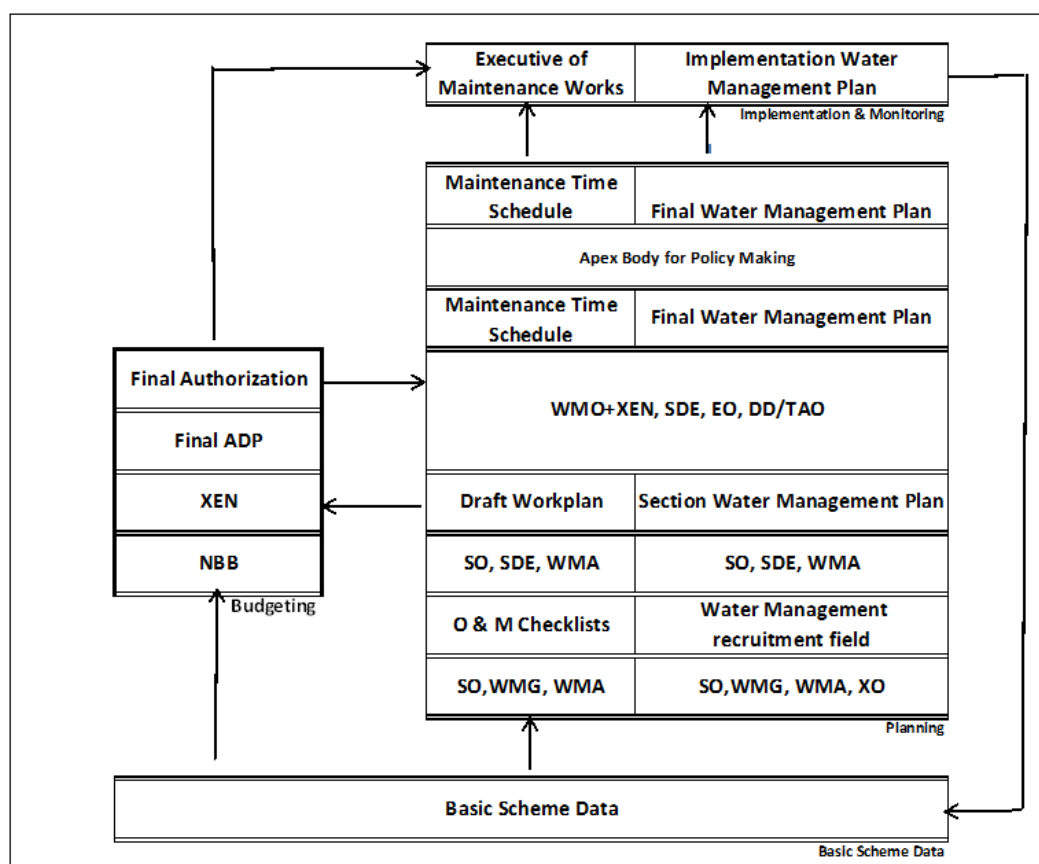 Executive of
Maintenance Works
Implementation Water
Management Plan
Implementation & Monitoring
Maintenance Time
Schedule
Final Water Management Plan
Apex Body for Policy Making
Maintenance Time
Schedule
Final Water Management Plan
Final Authorization
WMO+XEN, SDE, EO, DD/TAO
Final ADP
XEN
Draft Workplan
Section Water Management Plan
NBB
SO, SDE, WMA
SO, SDE, WMA
Budgeting
O & M Checklists
Water Management
recruitment field
SO,WMG, WMA
SO,WMG, WMA, XO
Planning
Basic Scheme Data
Basic Scheme Data